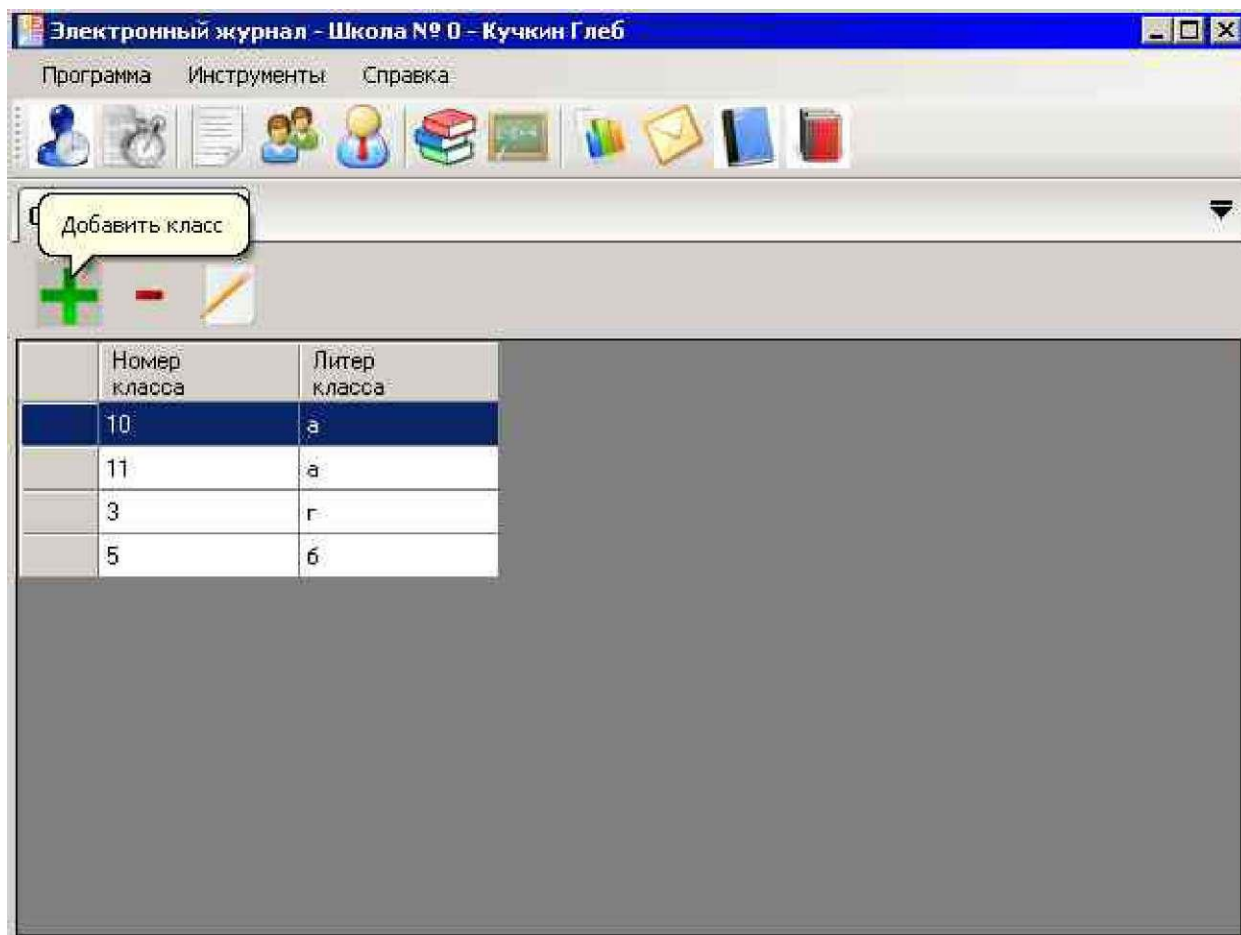 Электронный журнал - Школа № 0 - Кучкин Глеб
Программа Инструменты Справка
Добавить класс
Номер класса Литер класса
10 а
11 а
3 г
5 б